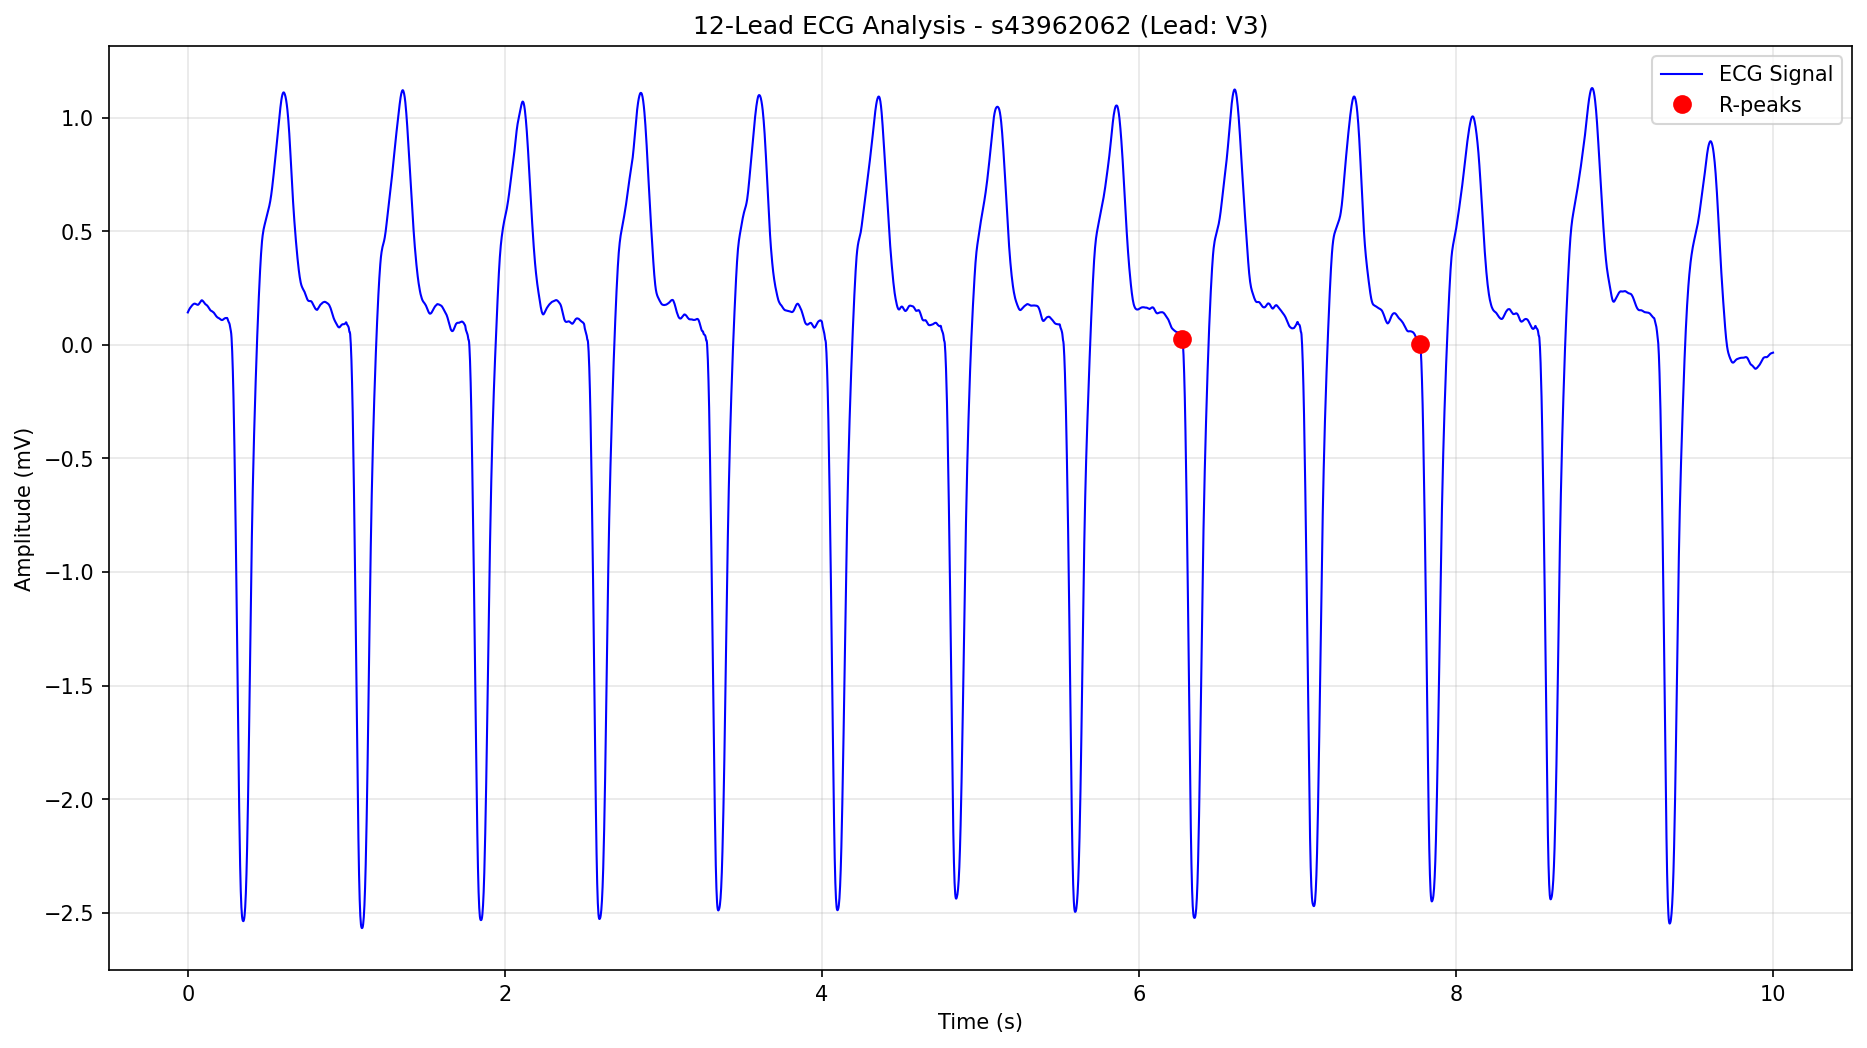 12-Lead ECG Analysis - s43962062 (Lead: V3)
ECG Signal
R-peaks
1.0
0.5
0.0
−0.5
−1.0
−1.5
−2.0
−2.5
Amplitude (mV)
0 2 4 6 8 10
Time (s)